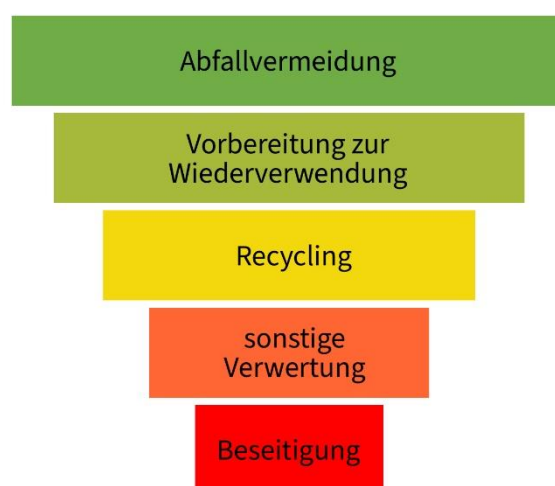 Abfallvermeidung
Vorbereitung zur
Wiederverwendung
Recycling
sonstige
Verwertung
Beseitigung